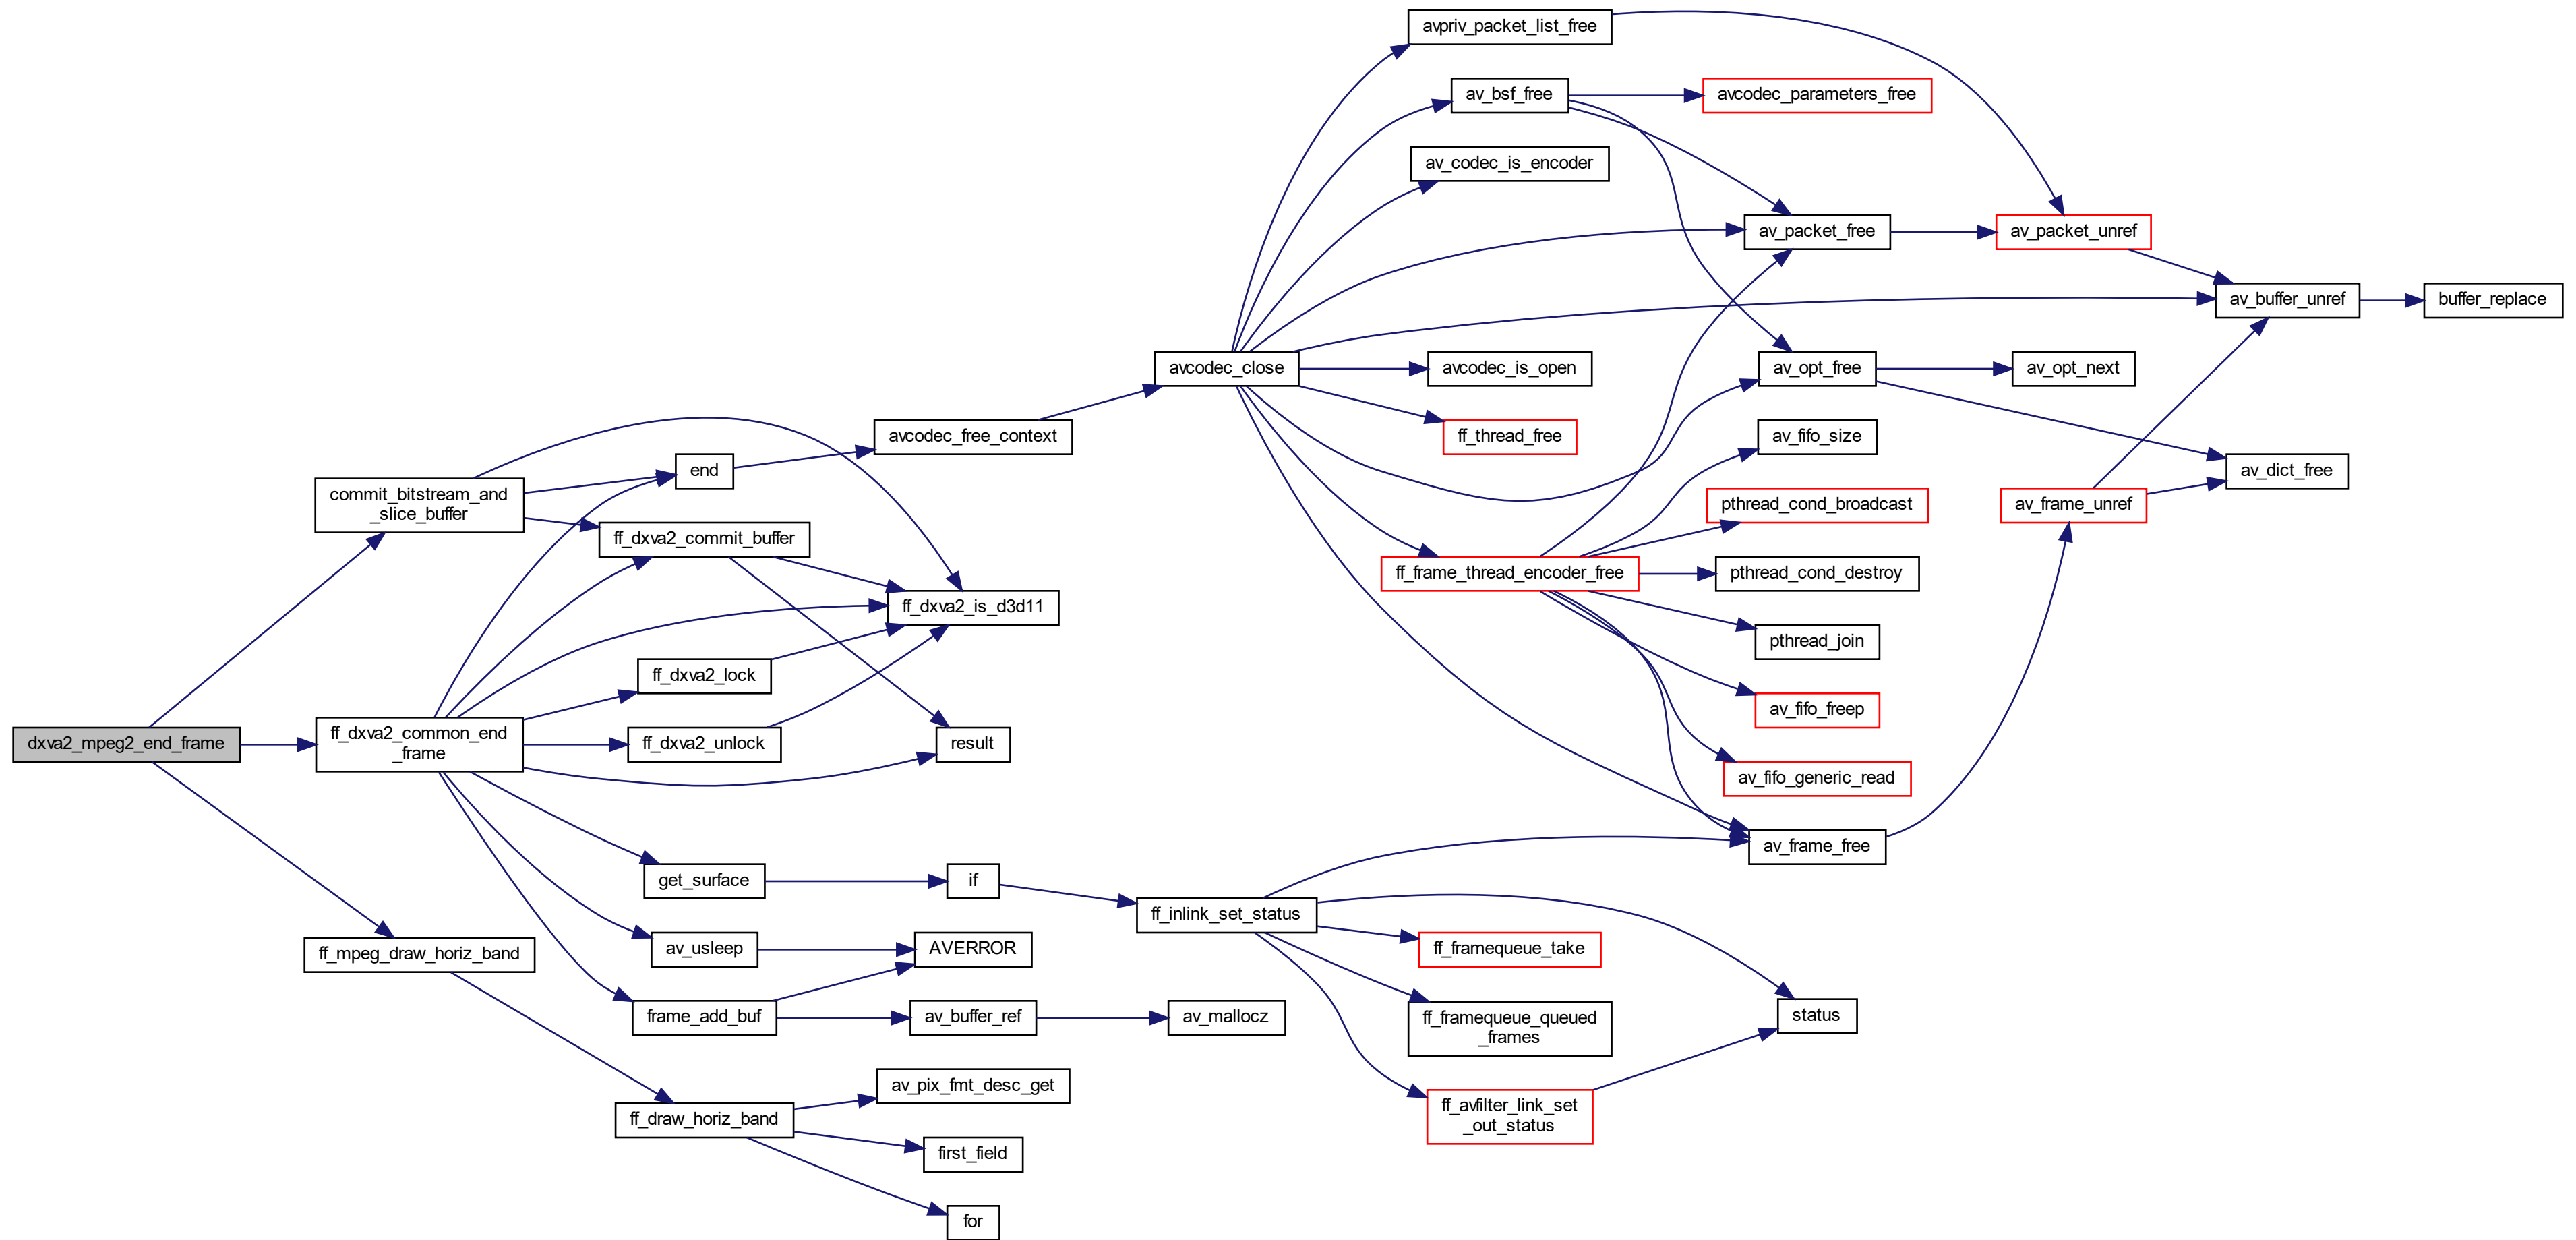 avpriv_packet_list_free
av_bsf_free
avcodec_parameters_free
av_codec_is_encoder
av_packet_free
av_packet_unref
av_buffer_unref
buffer_replace
avcodec_close
avcodec_is_open
av_opt_free
av_opt_next
avcodec_free_context
ff_thread_free
av_fifo_size
av_dict_free
end
commit_bitstream_and
_slice_buffer
pthread_cond_broadcast
av_frame_unref
ff_dxva2_commit_buffer
ff_frame_thread_encoder_free
pthread_cond_destroy
ff_dxva2_is_d3d11
pthread_join
ff_dxva2_lock
av_fifo_freep
dxva2_mpeg2_end_frame
ff_dxva2_common_end
_frame
ff_dxva2_unlock
result
av_fifo_generic_read
av_frame_free
get_surface
if
ff_inlink_set_status
ff_mpeg_draw_horiz_band
av_usleep
AVERROR
ff_framequeue_take
frame_add_buf
av_buffer_ref
av_mallocz
ff_framequeue_queued
_frames
status
av_pix_fmt_desc_get
ff_draw_horiz_band
ff_avfilter_link_set
_out_status
first_field
for